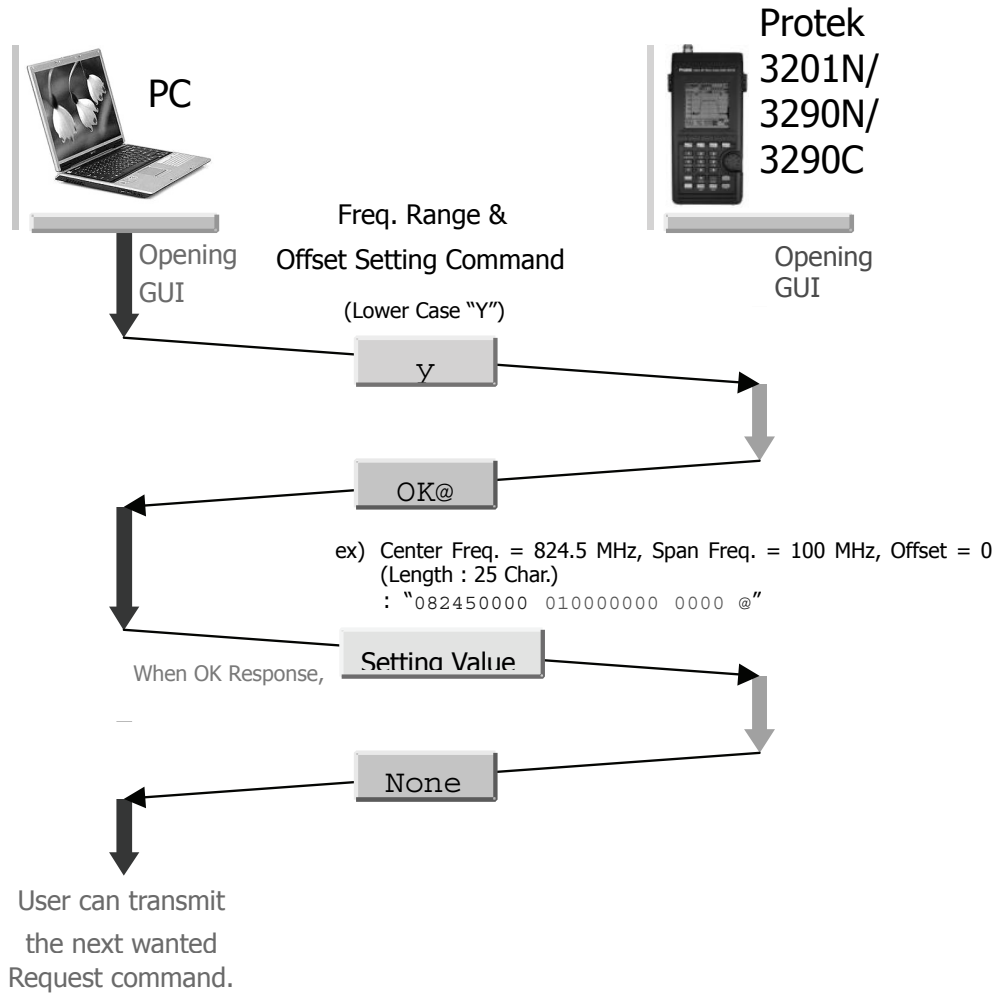 Protek
3201N/
3290N/
3290C
PC
Freq. Range &
Offset Setting Command
(Lower Case “Y”)
Opening
GUI
Opening
GUI
y
OK@
ex) Center Freq. = 824.5 MHz, Span Freq. = 100 MHz, Offset = 0
(Length : 25 Char.)
: “082450000 010000000 0000 @”
Setting Value
When OK Response,
None
User can transmit
the next wanted
Request command.